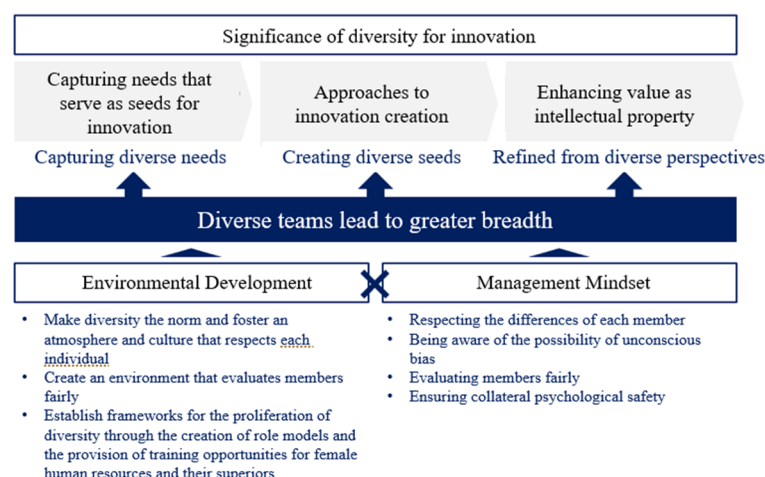 Significance of diversity for innovation
Capturing needs that
serve as seeds for
innovation
Approaches to
innovation creation
Enhancing value as
intellectual property
Capturing diverse needs
Creating diverse seeds
Refined from diverse perspectives
Diverse teams lead to greater breadth
Environmental Development
Management Mindset
• Make diversity the norm and foster an
atmosphere and culture that respects each
individual
• Create an environment that evaluates members
fairly
• Establish frameworks for the proliferation of
diversity through the creation of role models and
the provision of training opportunities for female
human resources and their superiors
• Respecting the differences of each member
• Being aware of the possibility of unconscious
bias
• Evaluating members fairly
• Ensuring collateral psychological safety